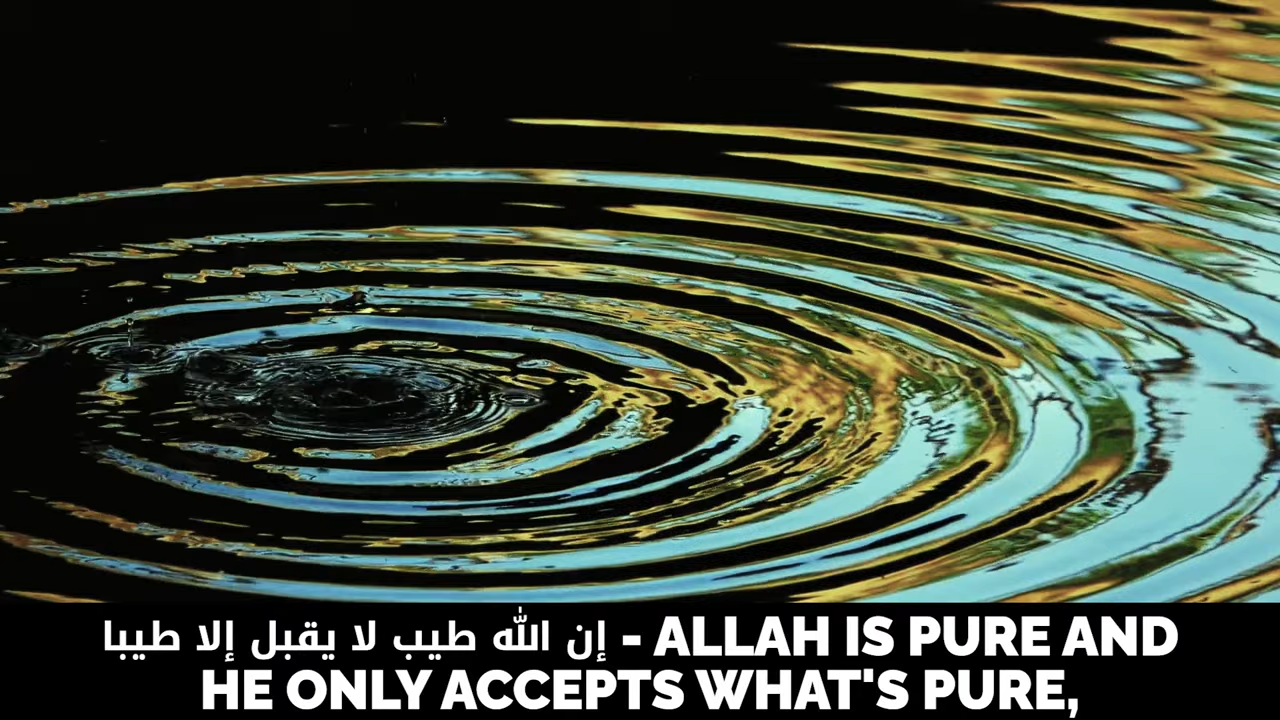 إن الله طيب لا يقبل إلا طيبا - ALLAH IS PURE AND
HE ONLY ACCEPTS WHAT'S PURE,